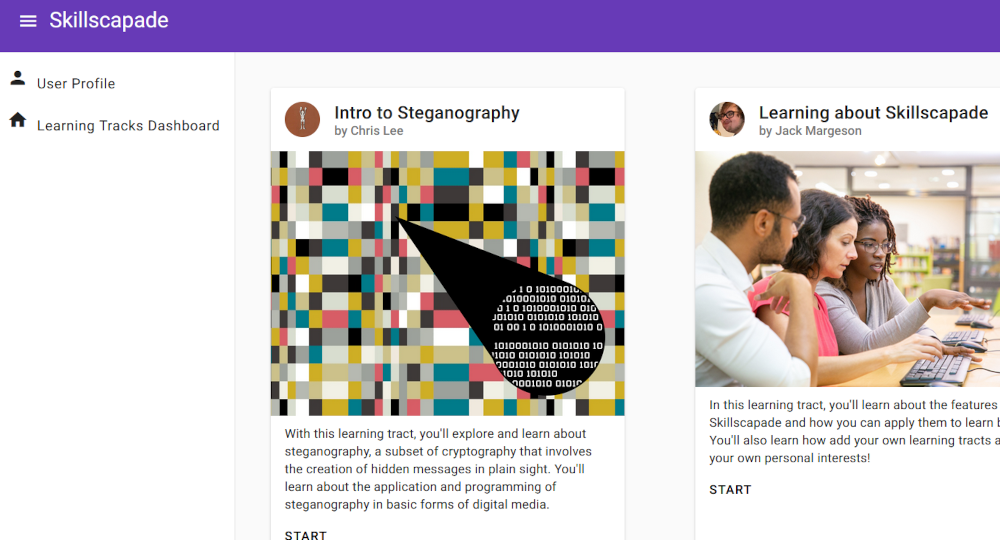 Skillscapade
User Profile
Learning Tracks Dashboard
Intro to Steganography
by Chris Lee
With this learning tract, you'll explore and learn about
steganography, a subset of cryptography that involves
the creation of hidden messages in plain sight. You'll
learn about the application and programming of
steganography in basic forms of digital media.
START
Learning about Skillscapade
by Jack Margeson
In this learning tract, you'll learn about the features
Skillscapade and how you can apply them to learn
You'll also learn how add your own learning tracts
your own personal interests!
START